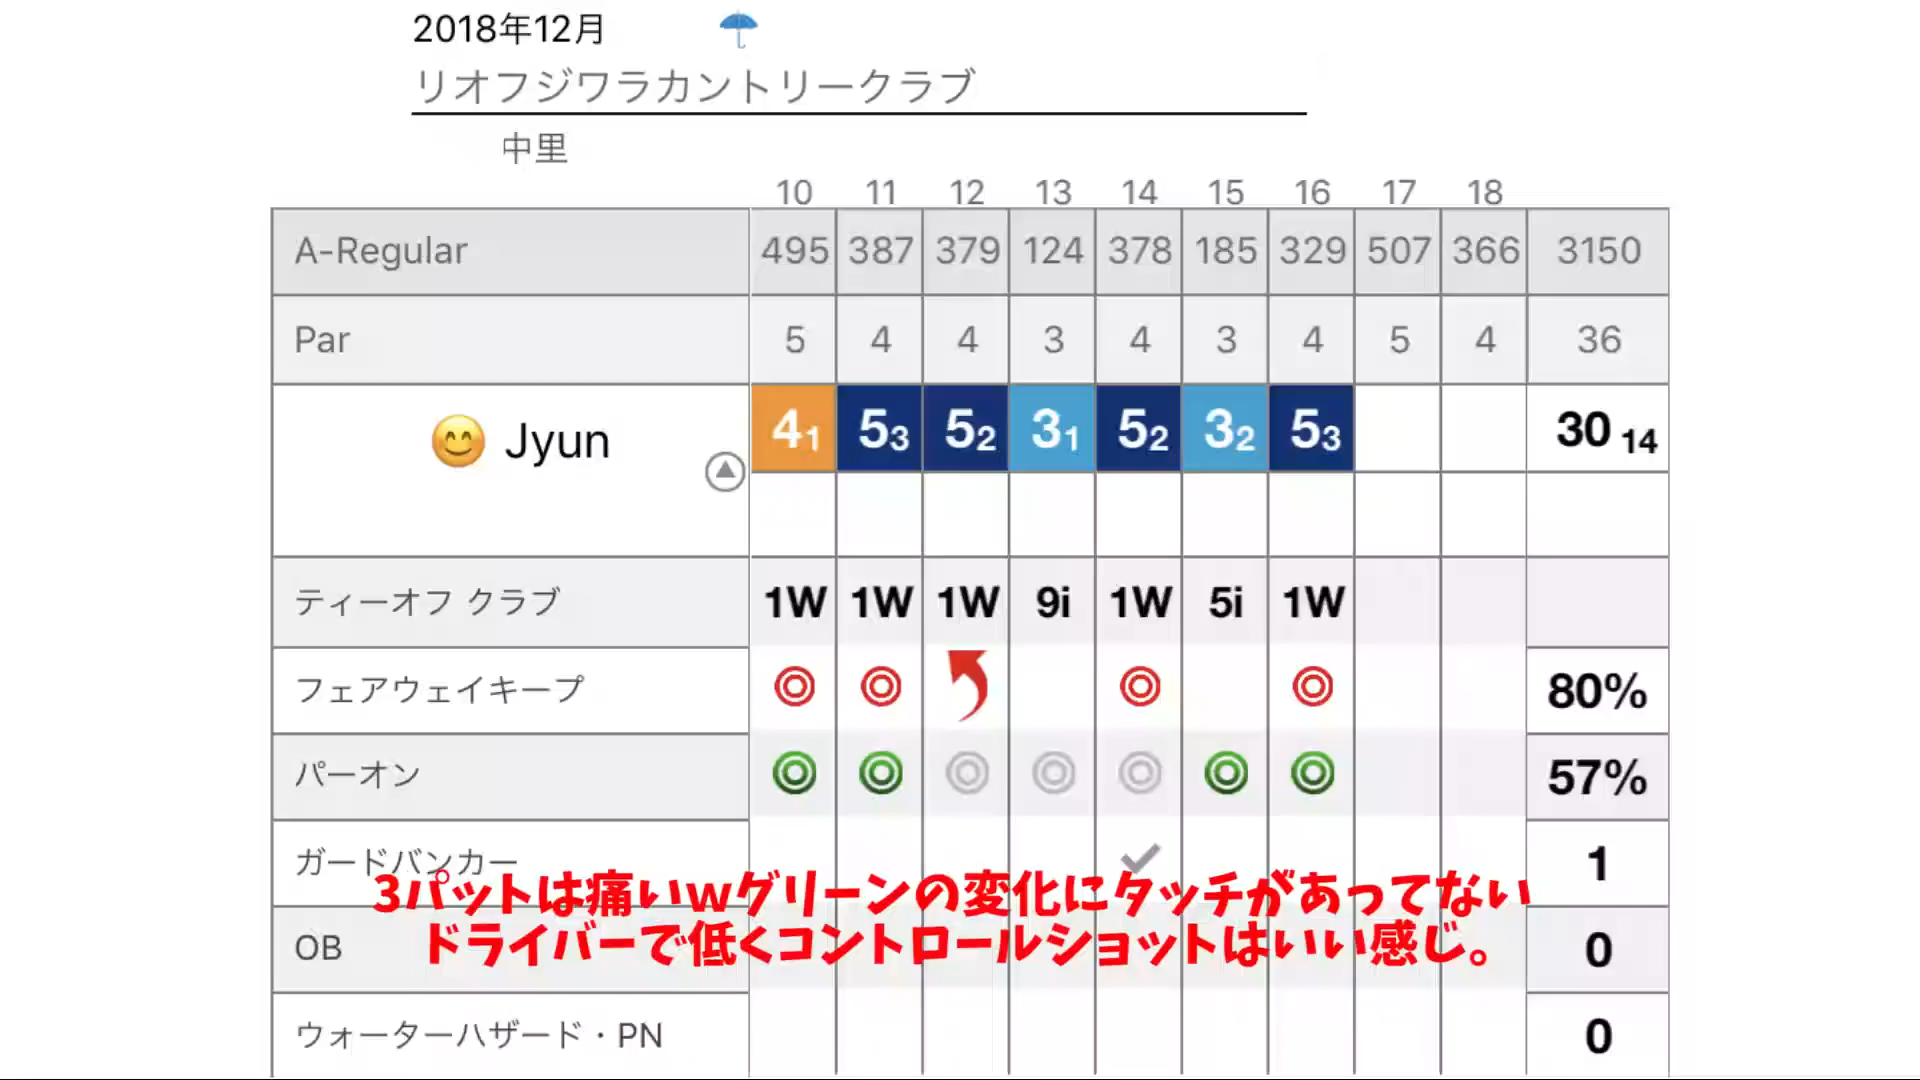 2018年12月
リオフジワラカントリークラブ
中里
10 11 12 13 14 15 16 17 18
A-Regular 495 387 379 124 378 185 329 507 366 3150
Par 5 4 4 3 4 3 4 5 4 36
Jyun 41 53 52 31 52 32 53 30 14
ティーオフ クラブ 1W 1W 1W 9i 1W 5i 1W
フェアウェイキープ 80%
パーオン 57%
ガードバンカー 1
3パットは痛いwグリーンの変化にタッチがあってない
ドライバーで低くコントロールショットはいい感じ。
OB 0
ウォーターハザード・PN 0